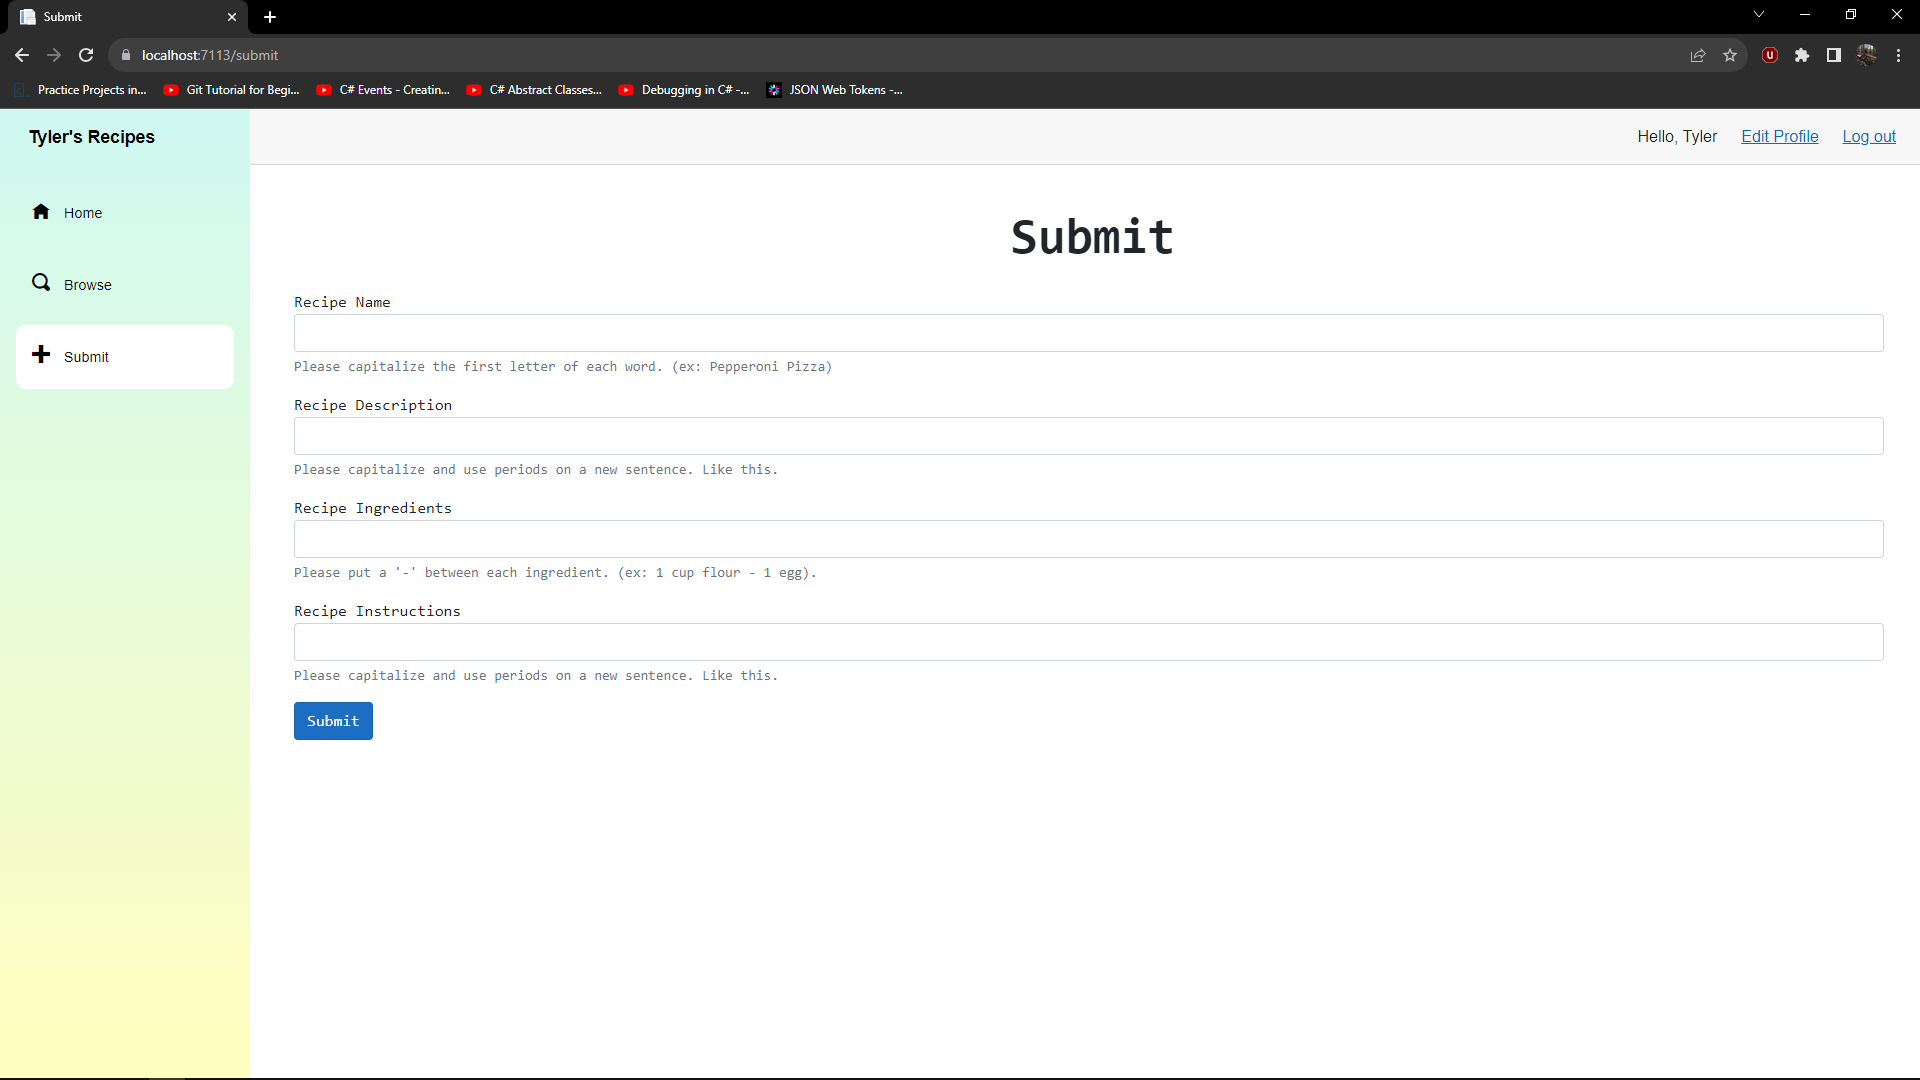 Submit
localhost:7113/submit
Practice Projects in...
Git Tutorial for Begi...
C# Events - Creatin...
C# Abstract Classes...
Debugging in C# -...
JSON Web Tokens -...
Tyler's Recipes
Hello, Tyler
Edit Profile
Log out
Home
Browse
Submit
Submit
Recipe Name
Please capitalize the first letter of each word. (ex: Pepperoni Pizza)
Recipe Description
Please capitalize and use periods on a new sentence. Like this.
Recipe Ingredients
Please put a '-' between each ingredient. (ex: 1 cup flour - 1 egg).
Recipe Instructions
Please capitalize and use periods on a new sentence. Like this.
Submit